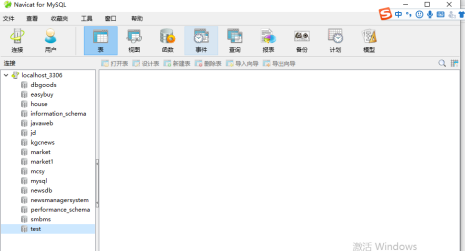 Navicat for MySQL
文件 查看 收藏夹 工具 窗口 帮助
中
连接 用户 表 视图 函数 事件 查询 报表 备份 计划 模型
连接 打开表 设计表 新建表 删除表 导入向导 导出向导
localhost_3306
dbgoods
easybuy
house
information_schema
javaweb
jd
kgcnews
market
market1
mcsy
mysql
newsdb
newsmanagersystem
performance_schema
smbms
test
激活 Windows